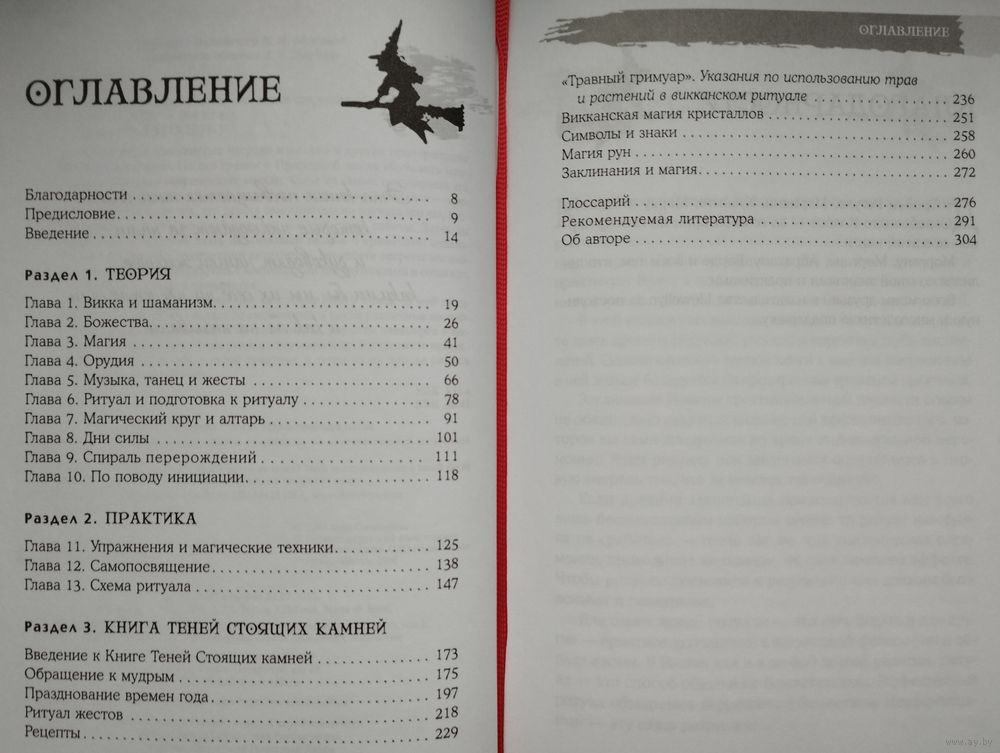 ОГЛАВЛЕНИЕ
Благодарности 8
Предисловие 9
Введение 14
Раздел 1. ТЕОРИЯ
Глава 1. Викка и шаманизм 19
Глава 2. Божества 26
Глава 3. Магия 41
Глава 4. Орудия 50
Глава 5. Музыка, танец и жесты 66
Глава 6. Ритуал и подготовка к ритуалу 78
Глава 7. Магический круг и алтарь 91
Глава 8. Дни силы 101
Глава 9. Спираль перерождений 111
Глава 10. По поводу инициации 118
Раздел 2. ПРАКТИКА
Глава 11. Упражнения и магические техники 125
Глава 12. Самопосвящение 138
Глава 13. Схема ритуала 147
Раздел 3. КНИГА ТЕНЕЙ СТОЯЩИХ КАМНЕЙ
Введение к Книге Теней Стоящих камней 173
Обращение к мудрым 175
Празднование времен года 197
Ритуал жестов 218
Рецепты 229
ОГЛАВЛЕНИЕ
«Травный гримуар». Указания по использованию трав
и растений в викканском ритуале 236
Викканская магия кристаллов 251
Символы и знаки 258
Магия рун 260
Заклинания и магия 272
Глоссарий 276
Рекомендуемая литература 291
Об авторе 304
www.ay.by